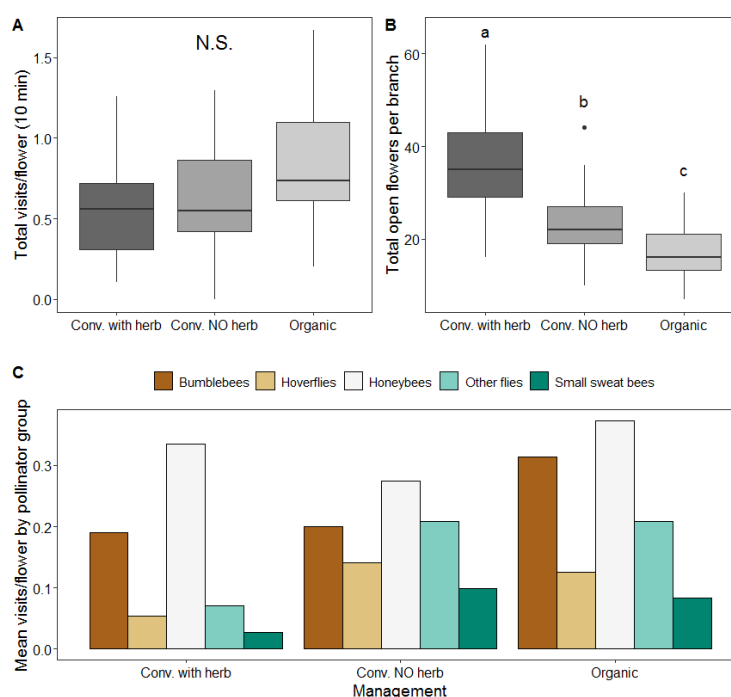 A
N.S.
Total visits/flower (10 min)
1.5
1.0
0.5
0.0
Conv. with herb Conv. NO herb Organic
B
a
b
c
Total open flowers per branch
60
40
20
Conv. with herb Conv. NO herb Organic
C
Bumblebees Hoverflies Honeybees Other flies Small sweat bees
Mean visits/flower by pollinator group
0.3
0.2
0.1
0.0
Conv. with herb Conv. NO herb Organic
Management